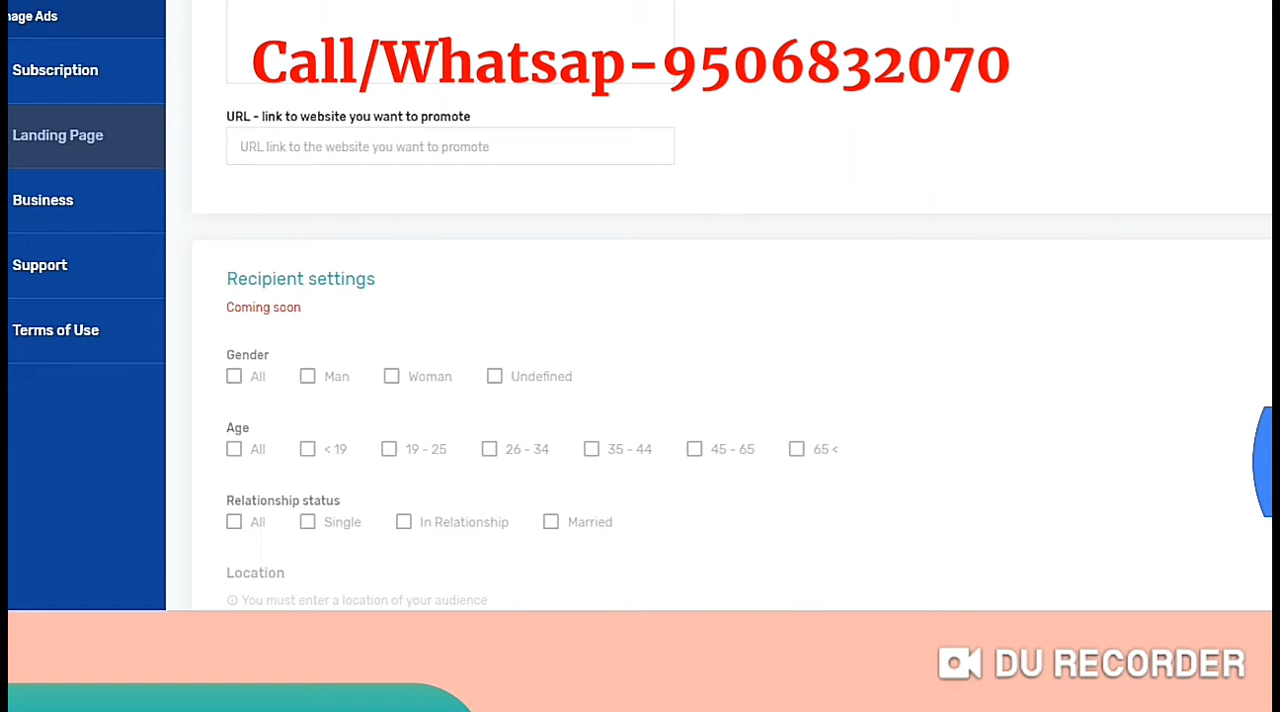 nage Ads
Call/Whatsap-9506832070
Subscription
Landing Page
Business
Support
Terms of Use
URL - link to website you want to promote
URL link to the website you want to promote
Recipient settings
Coming soon
Gender
All Man Woman Undefined
Age
All < 19 19 - 25 26 - 34 35 - 44 45 - 65 65 <
Relationship status
All Single In Relationship Married
Location
You must enter a location of your audience
DU RECORDER